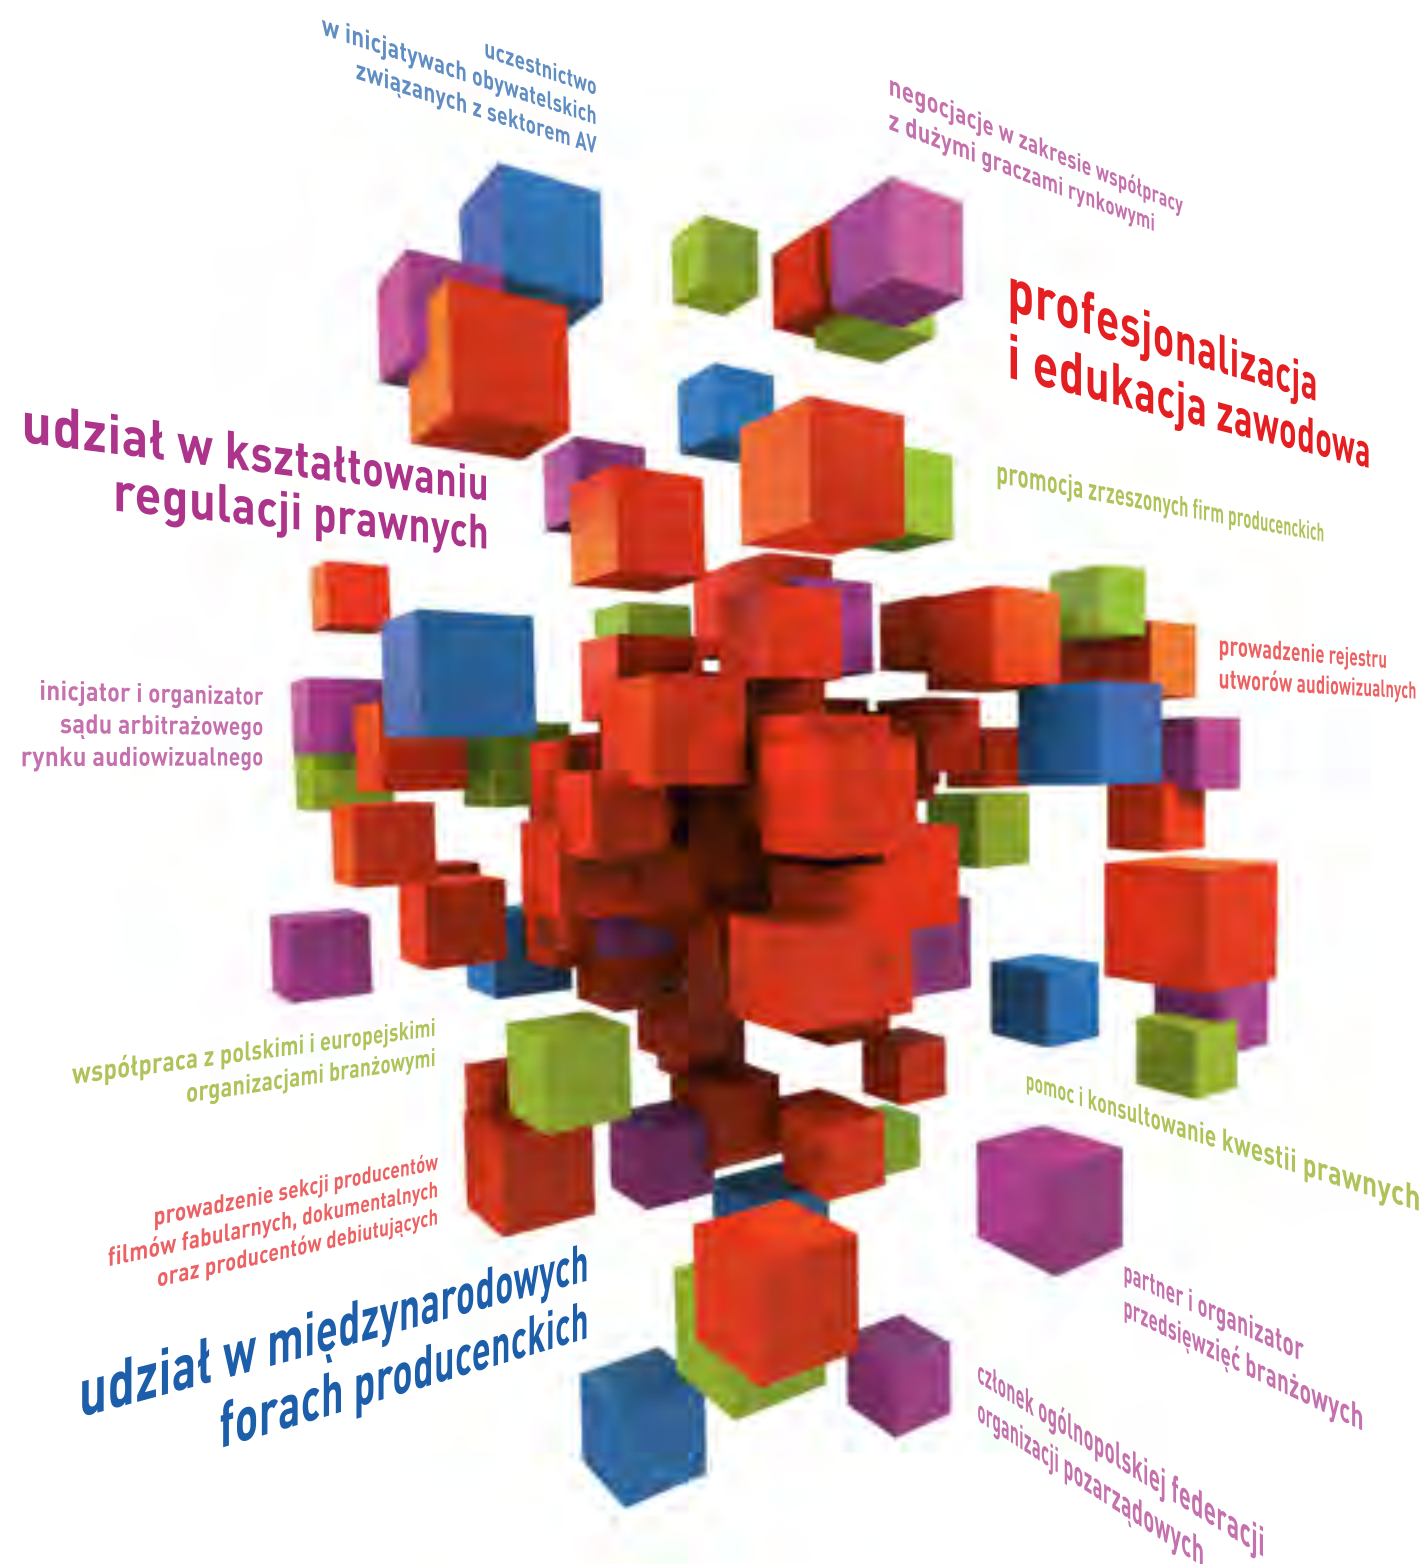 uczestnictwo
w inicjatywach obywatelskich
związanych z sektorem AV
negocjacje w zakresie współpracy
z dużymi graczami rynkowymi
profesjonalizacja
i edukacja zawodowa
udział w kształtowaniu
regulacji prawnych
promocja zrzeszonych firm producenckich
prowadzenie rejestru
utworów audiowizualnych
inicjator i organizator
sądu arbitrażowego
rynku audiowizualnego
współpraca z polskimi i europejskimi
organizacjami branżowymi
pomoc i konsultowanie kwestii prawnych
prowadzenie sekcji producentów
filmów fabularnych, dokumentalnych
oraz producentów debiutujących
udział w międzynarodowych
forach producenckich
partner i organizator
przedsięwzięć branżowych
członek ogólnopolskiej federacji
organizacji pozarządowych